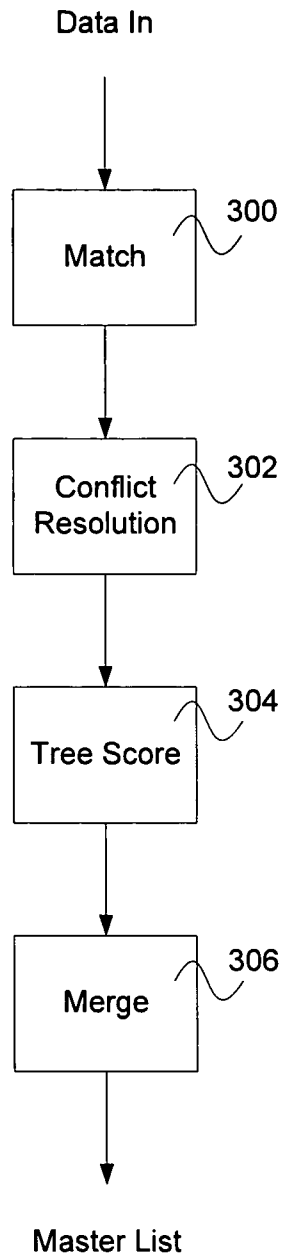 Data In
300
Match
302
Conflict
Resolution
304
Tree Score
306
Merge
Master List